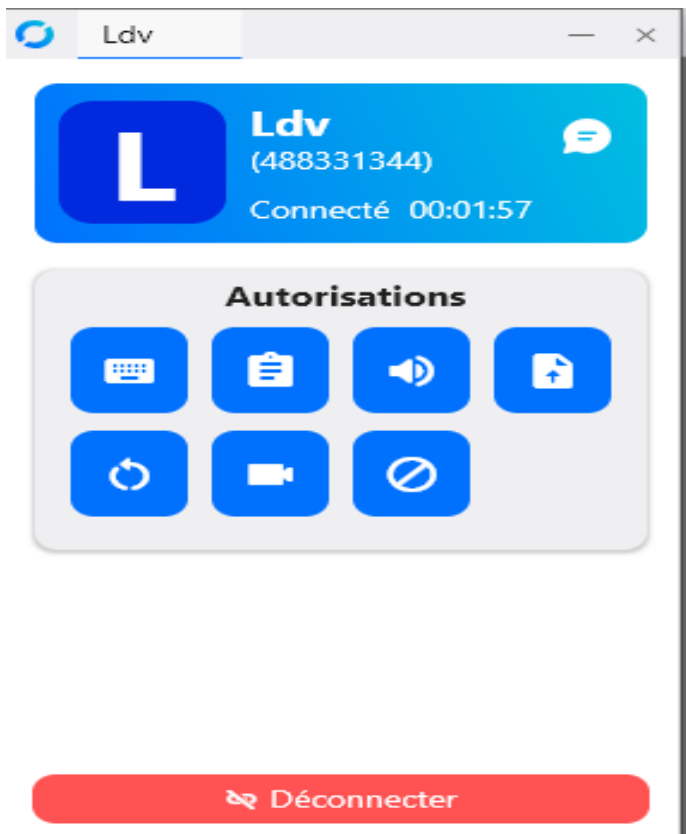 Ldv
L
Ldv
(488331344)
Connecté 00:01:57
Autorisations
Déconnecter